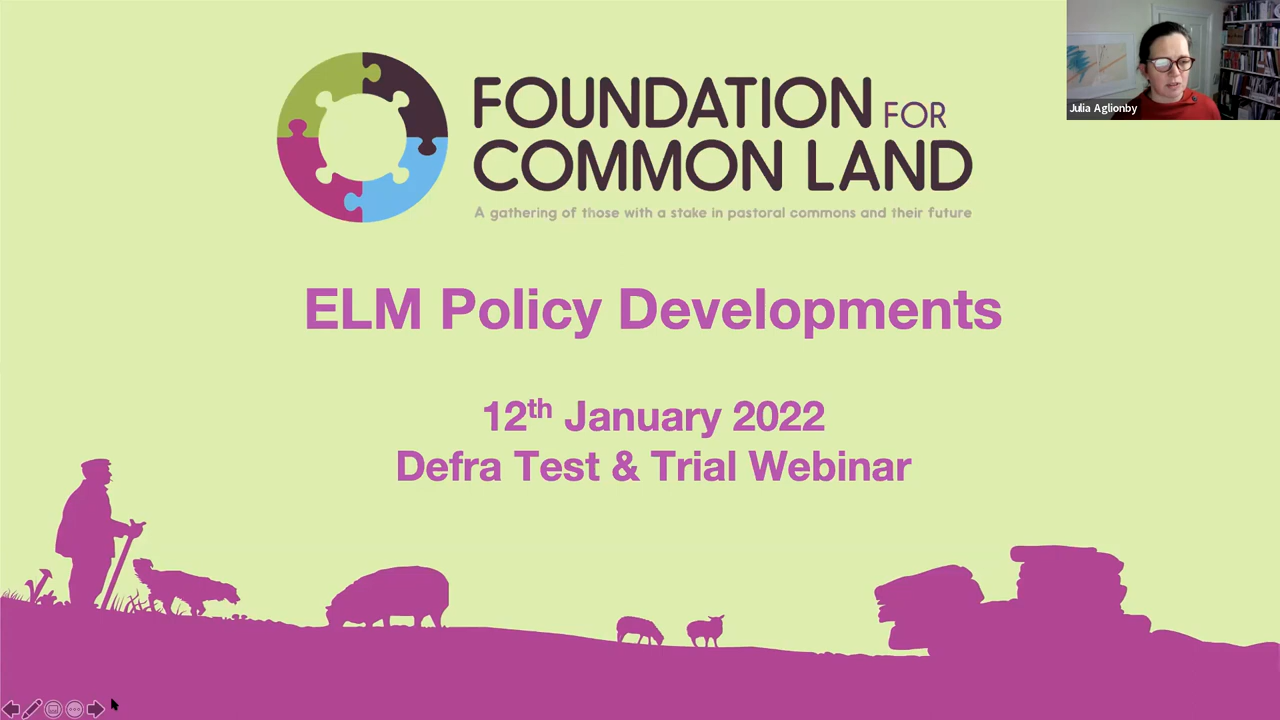 FOUNDATION FOR
COMMON LAND
A gathering of those with a stake in pastoral commons and their future
Julia Aglionby
ELM Policy Developments
12th January 2022
Defra Test & Trial Webinar